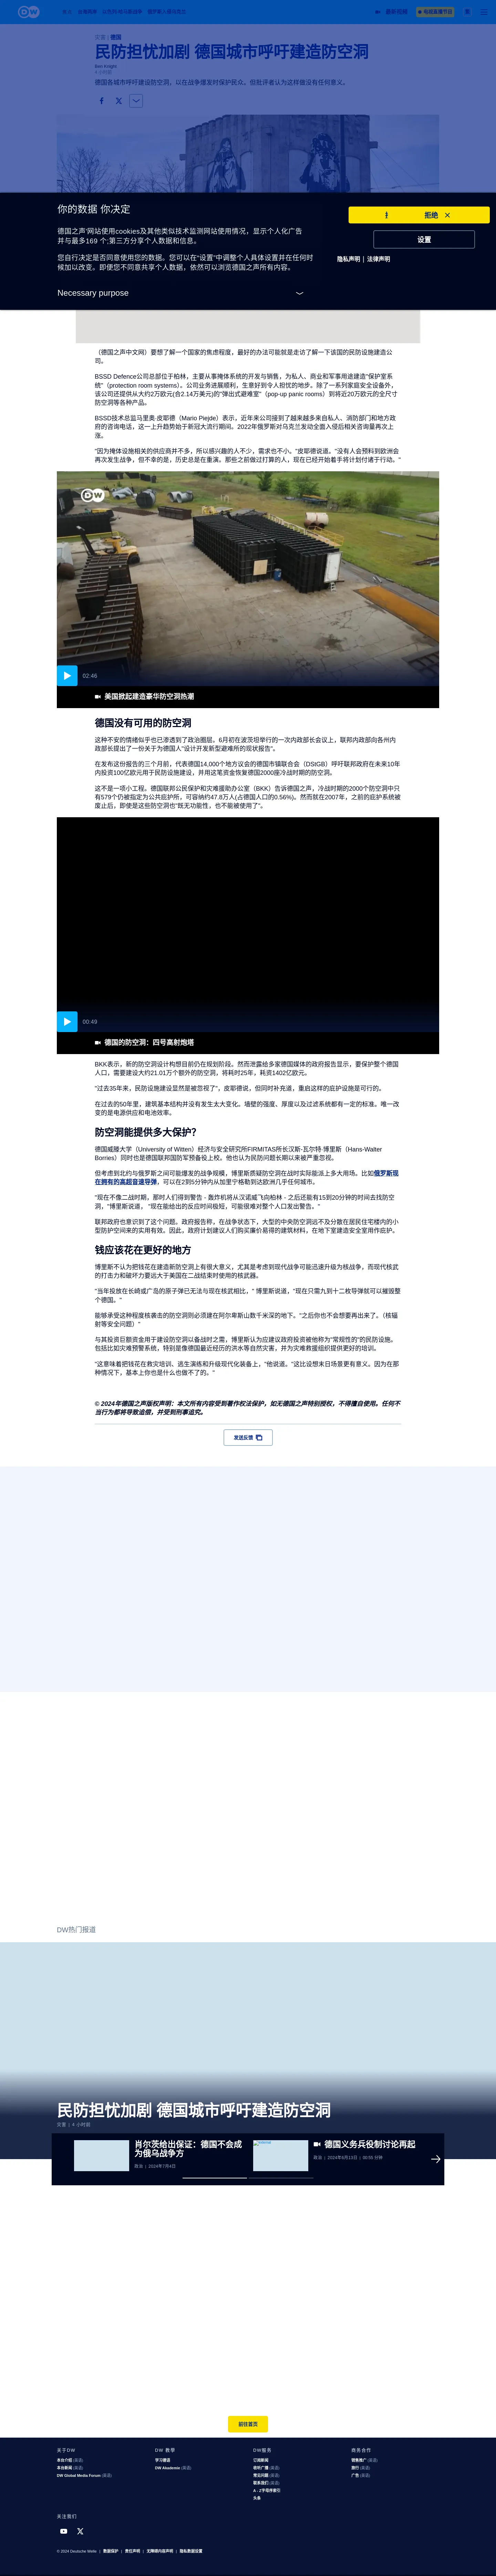 最新视频
每周直播节目
灾害 | 德国
民防担忧加剧 德国城市呼吁建造防空洞
Ben Knight
4 小时前
德国各城市呼吁建设防空洞，以在战争爆发时保护民众。但批评者认为这样做没有任何意义。
你的数据 你决定
德国之声'网站使用cookies及其他类似技术监测网站使用情况，显示个人化广告
并与最多169 个;第三方分享个人数据和信息。
您自行决定是否同意使用您的数据。您可以在"设置"中调整个人具体设置并在任何时
候加以改变。即使您不同意共享个人数据，依然可以浏览德国之声所有内容。
Necessary purpose
拒绝
设置
隐私声明 | 法律声明
（德国之声中文网）要想了解一个国家的焦虑程度，最好的办法可能就是走访了解一下该国的民防设施建造公
司。
BSSD Defence公司总部位于柏林，主要从事整体系统的开发与销售，为私人、商业和军事用途建造"保护室系
统"（protection room systems）。公司业务进展顺利，生意好到令人担忧的地步。除了一系列家庭安全设备外，
该公司还提供从大约2万欧元(合2.14万美元)的"弹出式避难室"（pop-up panic rooms）到将近20万欧元的全尺寸
防空洞等各种产品。
BSSD技术总监马里奥·皮耶德（Mario Piejde）表示，近年来公司接到了越来越多来自私人、消防部门和地方政
府的咨询电话，这一上升趋势始于新冠大流行期间。2022年俄罗斯对乌克兰发动全面入侵后相关咨询量再次上
涨。
"因为掩体设施相关的供应商并不多，所以感兴趣的人不少，需求也不小。"皮耶德说道。"没有人会预料到欧洲会
再次发生战争，但不幸的是，历史总是在重演。那些之前做过打算的人，现在已经开始着手将计划付诸于行动。"
DW
02:46
美国掀起建造豪华防空洞热潮
德国没有可用的防空洞
这种不安的情绪似乎也已渗透到了政治圈层。6月初在波茨坦举行的一次内政部长会议上，联邦内政部长向各州内
政部长提出了一份关于为德国人"设计开发新型避难所的现状报告"。
在发布这份报告的三个月前，代表德国14,000个地方议会的德国市镇联合会（DStGB）呼吁联邦政府在未来10年
内投资100亿欧元用于民防设施建设，并用这笔资金恢复德国2000座冷战时期的防空洞。
这不是一项小工程。德国联邦公民保护和灾难援助办公室（BKK）告诉德国之声，冷战时期的2000个防空洞中只
有579个仍被指定为公共庇护所，可容纳约47.8万人(占德国人口的0.56%)。然而就在2007年，之前的庇护系统被
废止后，即使是这些防空洞也"既无功能性，也不能被使用了"。
00:49
德国的防空洞：四号高射炮塔
BKK表示，新的防空洞设计构想目前仍在规划阶段。然而泄露给多家德国媒体的政府报告显示，要保护整个德国
人口，需要建设大约21.01万个额外的防空洞，将耗时25年，耗资1402亿欧元。
"过去35年来，民防设施建设显然是被忽视了"，皮耶德说，但同时补充道，重启这样的庇护设施是可行的。
在过去的50年里，建筑基本结构并没有发生太大变化。墙壁的强度、厚度以及过滤系统都有一定的标准。唯一改
变的是电源供应和电池效率。
防空洞能提供多大保护？
德国威滕大学（University of Witten）经济与安全研究所FIRMITAS所长汉斯-瓦尔特·博里斯（Hans-Walter
Borries）同时也是德国联邦国防军预备役上校。他也认为民防问题长期以来被严重忽视。
但考虑到北约与俄罗斯之间可能爆发的战争规模，博里斯质疑防空洞在战时实际能派上多大用场。比如俄罗斯现
在拥有的高超音速导弹，可以在2到5分钟内从加里宁格勒到达欧洲几乎任何城市。
"现在不像二战时期，那时人们得到警告 - 轰炸机将从汉诺威飞向柏林 - 之后还能有15到20分钟的时间去找防空
洞，"博里斯说道， "现在能给出的反应时间极短，可能很难对整个人口发出警告。"
联邦政府也意识到了这个问题。政府报告称，在战争状态下，大型的中央防空洞远不及分散在居民住宅楼内的小
型防护空间来的实用有效。因此，政府计划建议人们购买廉价易得的建筑材料，在地下室建造安全室用作庇护。
钱应该花在更好的地方
博里斯不认为把钱花在建造新防空洞上有很大意义，尤其是考虑到现代战争可能迅速升级为核战争，而现代核武
的打击力和破坏力要远大于美国在二战结束时使用的核武器。
"当年投放在长崎或广岛的原子弹已无法与现在核武相比，" 博里斯说道，"现在只需九到十二枚导弹就可以摧毁整
个德国。"
能够承受这种程度核袭击的防空洞则必须建在阿尔卑斯山数千米深的地下。"之后你也不会想要再出来了。（核辐
射等安全问题）"
与其投资巨额资金用于建设防空洞以备战时之需，博里斯认为应建议政府投资被他称为"常规性的"的民防设施。
包括比如灾难预警系统，特别是像德国最近经历的洪水等自然灾害，并为灾难救援组织提供更好的培训。
"这意味着把钱花在救灾培训、逃生演练和升级现代化装备上，"他说道。"这比设想末日场景更有意义。因为在那
种情况下，基本上你也是什么也做不了的。"
© 2024年德国之声版权声明：本文所有内容受到著作权法保护，如无德国之声特别授权，不得擅自使用。任何不
当行为都将导致追偿，并受到刑事追究。
发送反馈
DW热门报道
民防担忧加剧 德国城市呼吁建造防空洞
灾害 | 4 小时前
肖尔茨给出保证：德国不会成
为俄乌战争方
政治 | 2024年7月4日
德国义务兵役制讨论再起
政治 | 2024年6月13日 | 00:55 分钟
前往首页
关于DW
本台介绍 (英语)
本台新闻 (英语)
DW Global Media Forum (英语)
DW 教学
学习德语
DW Akademie (英语)
DW服务
订阅新闻
收听广播 (英语)
常见问题 (英语)
联系我们 (英语)
A - Z字母序索引
头条
商务合作
销售推广 (英语)
旅行 (英语)
广告 (英语)
关注我们
© 2024 Deutsche Welle | 数据保护 | 责任声明 | 无障碍内容声明 | 隐私数据设置